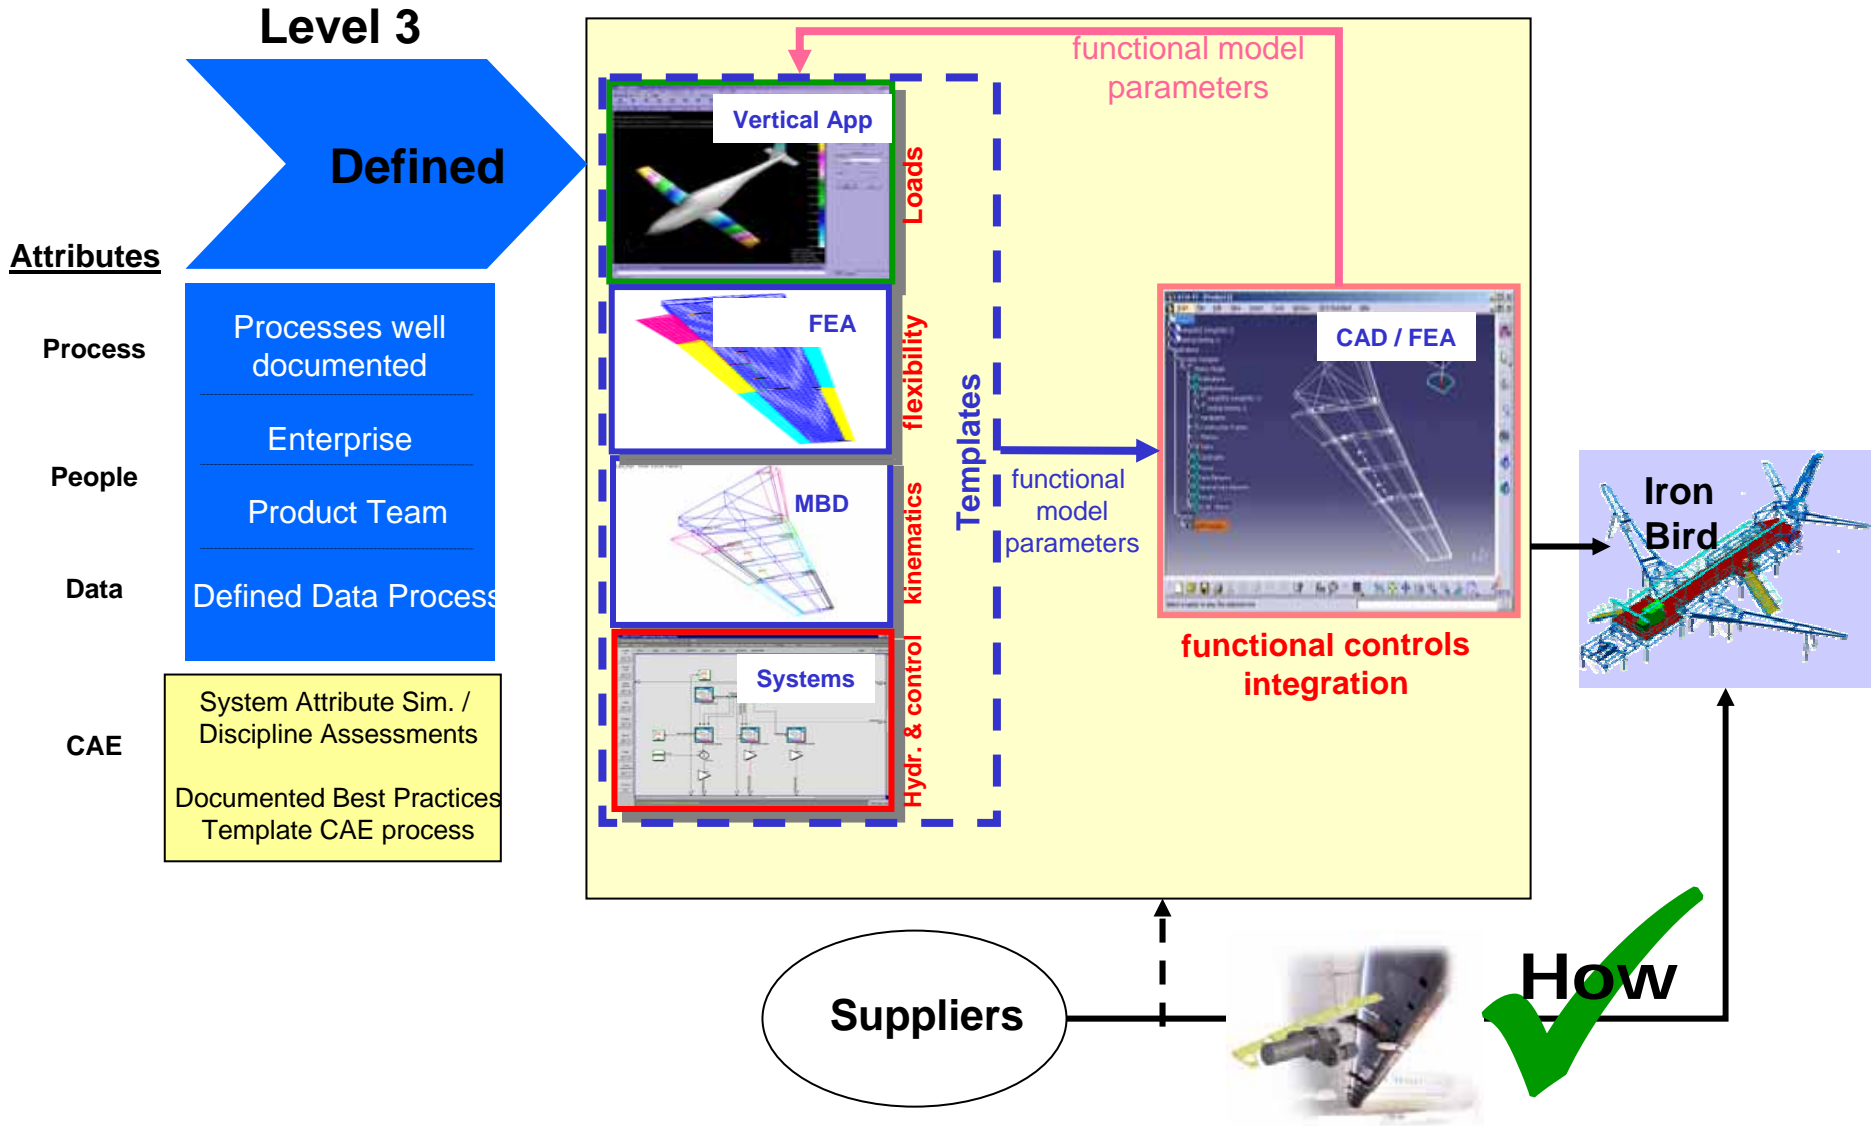 Level 3
Defined
Attributes
Process
Processes well
documented
Enterprise
People
Product Team
Data
Defined Data Process
CAE
System Attribute Sim. /
Discipline Assessments
Documented Best Practices
Template CAE process
functional model
parameters
Vertical App
Loads
FEA
flexibility
MBD
kinematics
Systems
Hydr. & control
Templates
functional
model
parameters
CAD / FEA
functional controls
integration
Iron
Bird
Suppliers
How